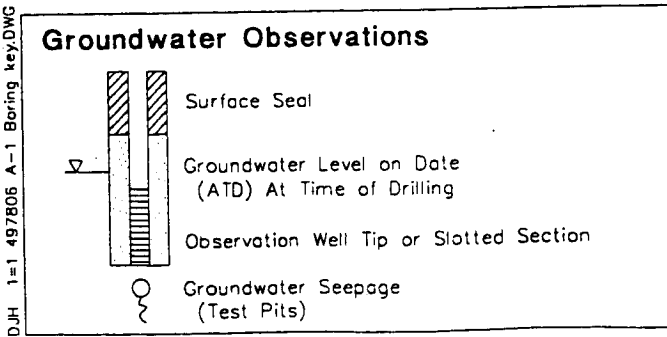 DJH 1=1 497806 A-1 Boring key.DWG
Groundwater Observations
Surface Seal
Groundwater Level on Date
(ATD) At Time of Drilling
Observation Well Tip or Slotted Section
Groundwater Seepage
(Test Pits)